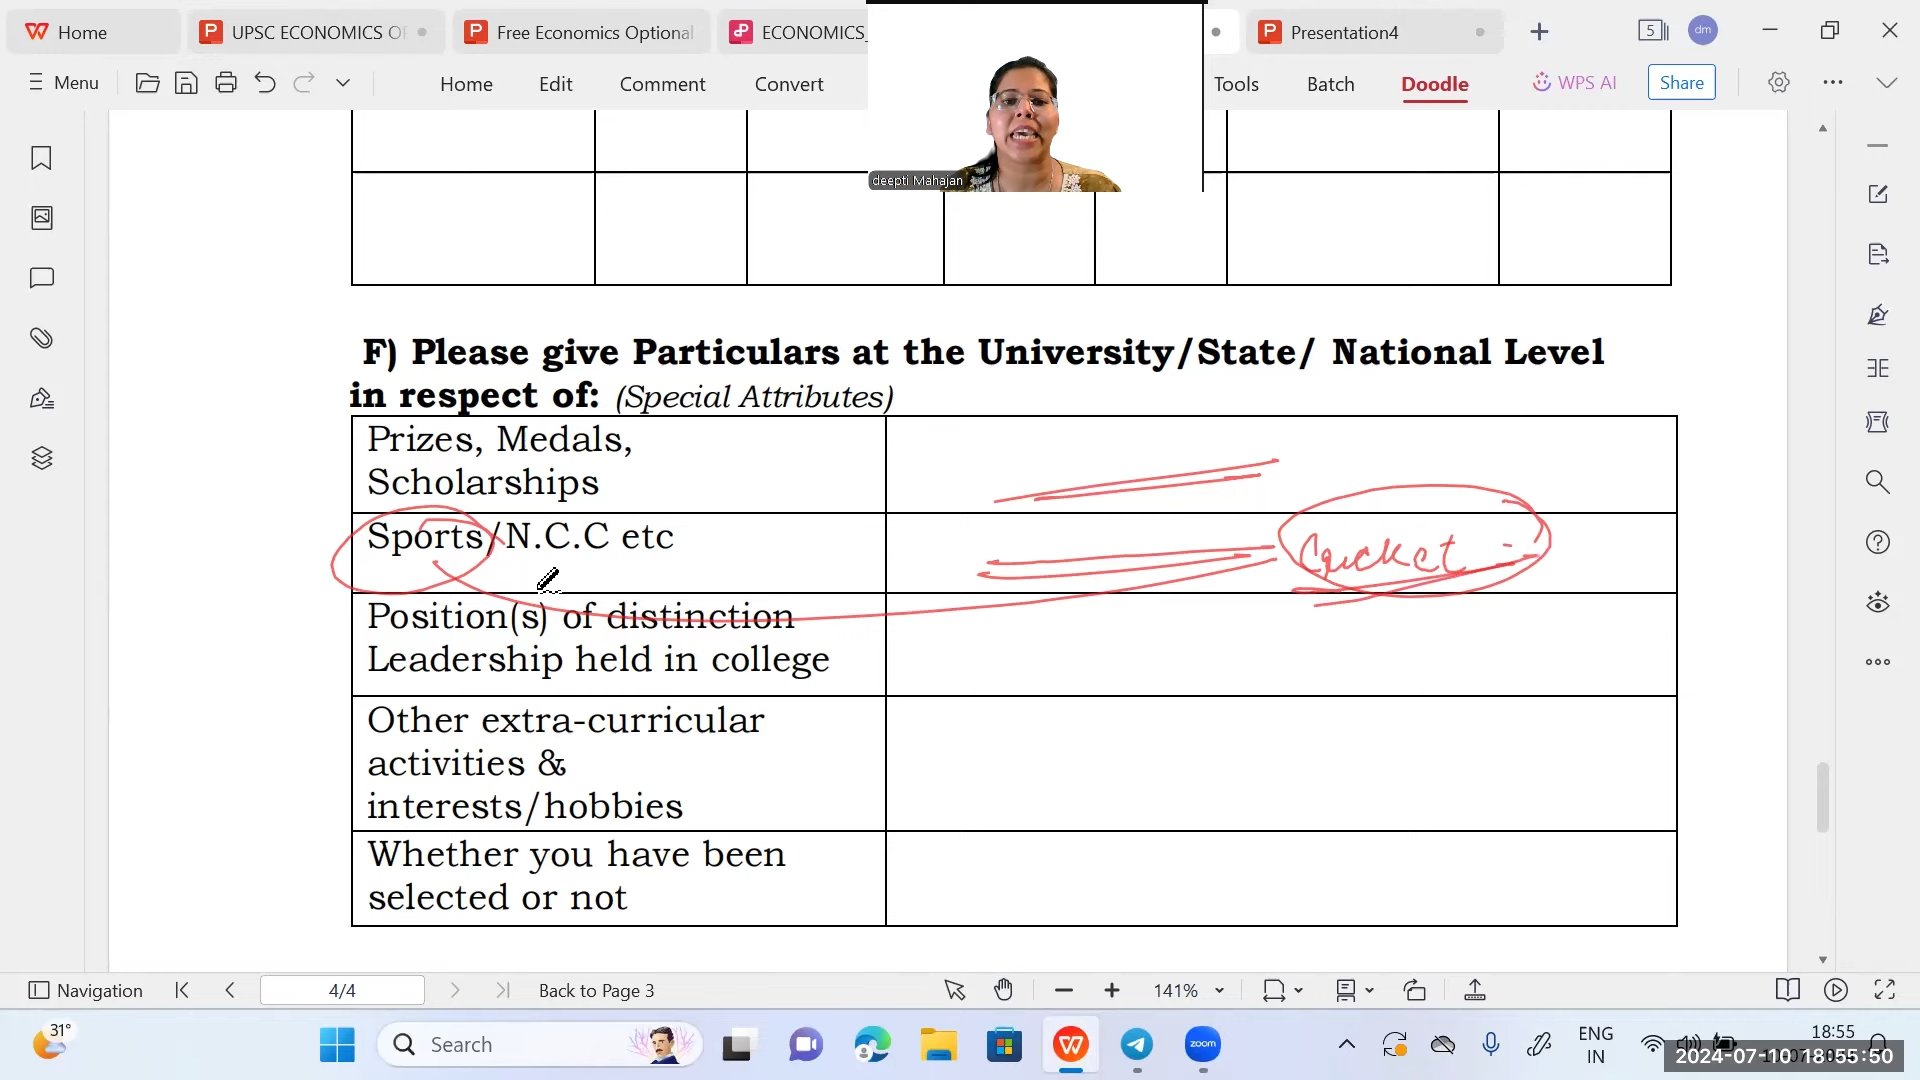 Home
UPSC ECONOMICS O
Free Economics Optional
ECONOMICS_
Presentation4
5
dm
Menu
Home
Edit
Comment
Convert
Tools
Batch
Doodle
WPS AI
Share
deepti Mahajan
F) Please give Particulars at the University/State/ National Level
in respect of: (Special Attributes)
Prizes, Medals,
Scholarships
Sports/N.C.C etc
Cricket
Position(s) of distinction
Leadership held in college
Other extra-curricular
activities &
interests/hobbies
Whether you have been
selected or not
Navigation
4/4
Back to Page 3
141%
31°
Search
zoom
ENG
IN
18:55
2024-07-10 18:55:50